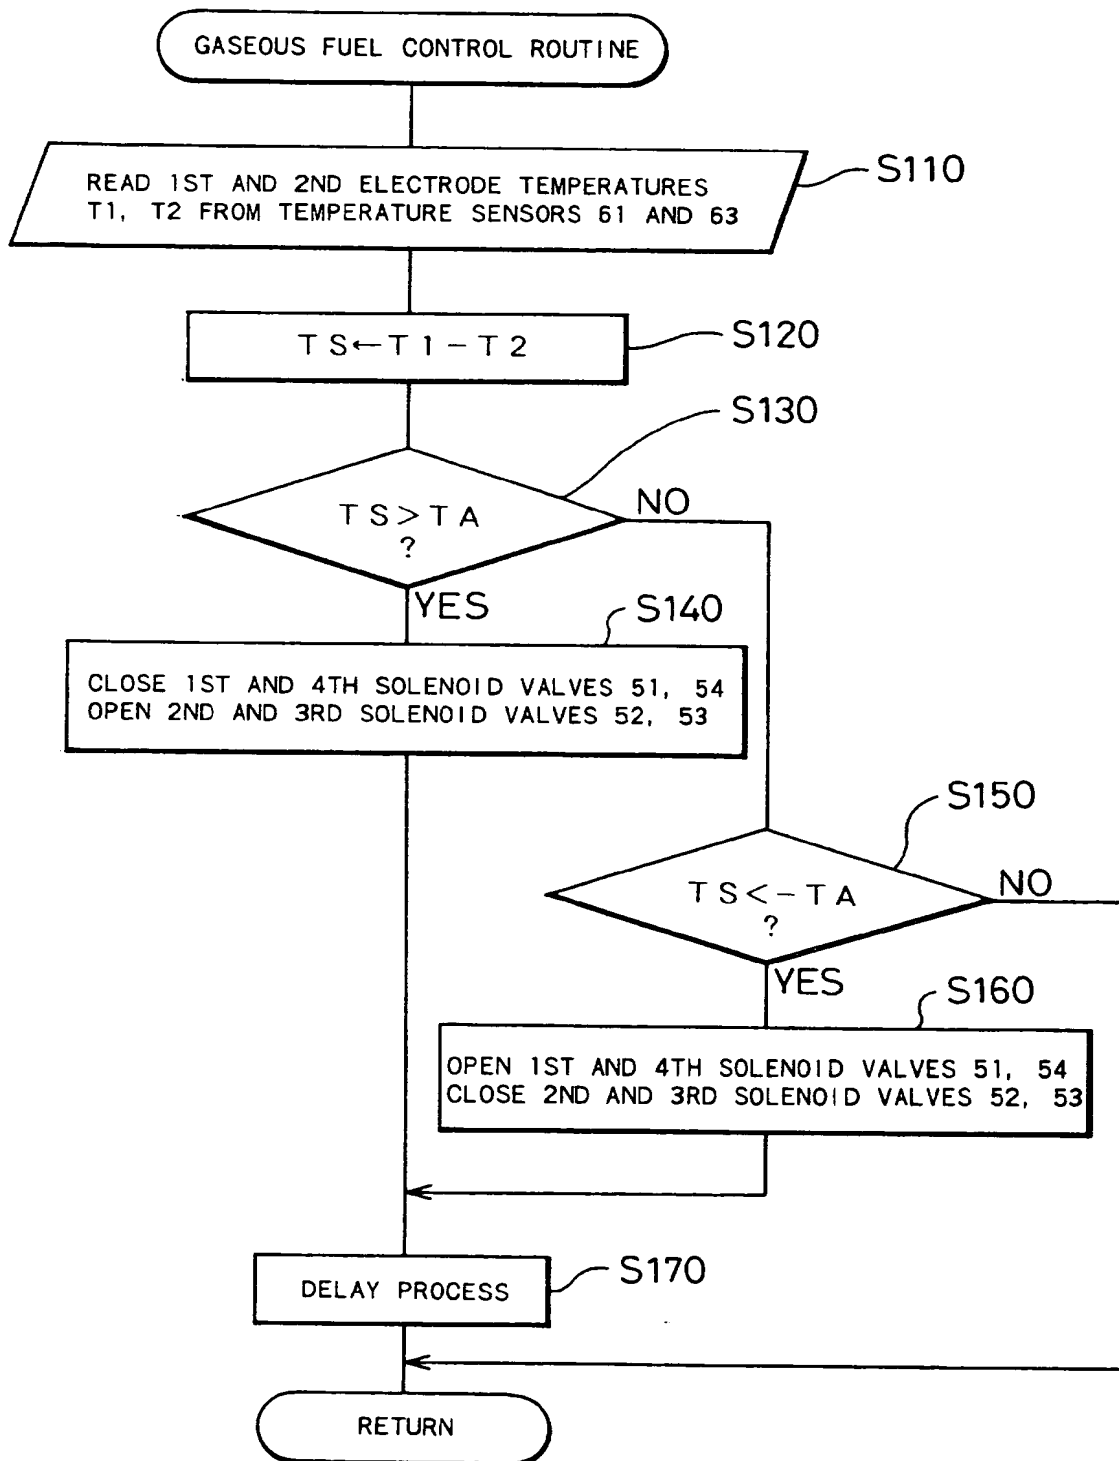 GASEOUS FUEL CONTROL ROUTINE
READ 1ST AND 2ND ELECTRODE TEMPERATURES
T1, T2 FROM TEMPERATURE SENSORS 61 AND 63
S110
TS←T1-T2
S120
S130
TS>TA
?
NO
YES
S140
CLOSE 1ST AND 4TH SOLENOID VALVES 51, 54
OPEN 2ND AND 3RD SOLENOID VALVES 52, 53
S150
TS<-TA
?
NO
YES
S160
OPEN 1ST AND 4TH SOLENOID VALVES 51, 54
CLOSE 2ND AND 3RD SOLENOID VALVES 52, 53
DELAY PROCESS
S170
RETURN